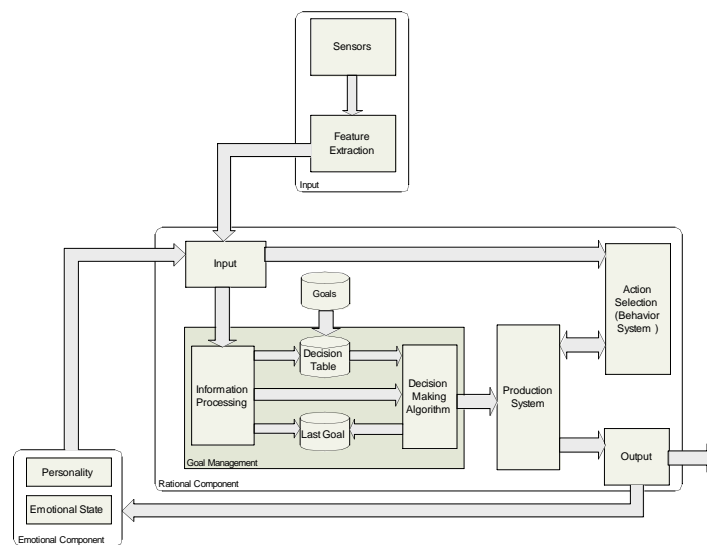 Sensors
Feature
Extraction
Input
Input
Goals
Action
Selection
(Behavior
System )
Information
Processing
Decision
Table
Decision
Making
Algorithm
Production
System
Last Goal
Goal Management
Output
Rational Component
Personality
Emotional State
Emotional Component